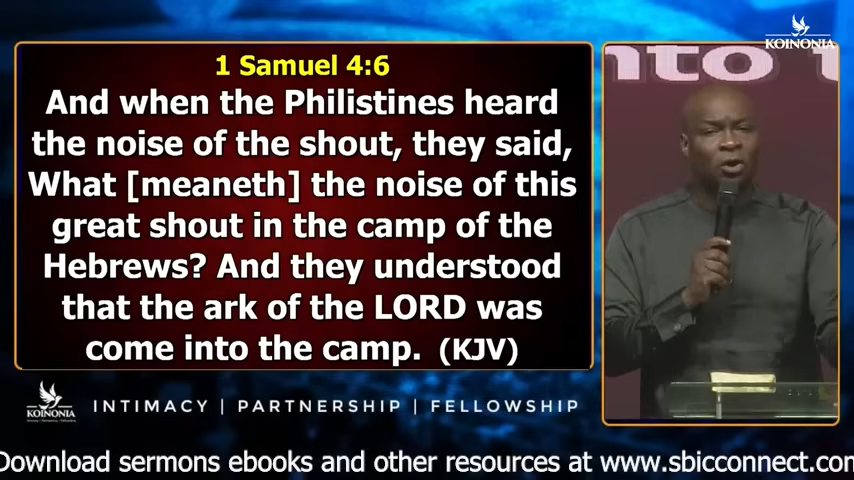 KOINONIA
nto t
1 Samuel 4:6
And when the Philistines heard
the noise of the shout, they said,
What [meaneth] the noise of this
great shout in the camp of the
Hebrews? And they understood
that the ark of the LORD was
come into the camp. (KJV)
KOINONIA
INTIMACY | PARTNERSHIP | FELLOWSHIP
Download sermons ebooks and other resources at www.sbicconnect.com